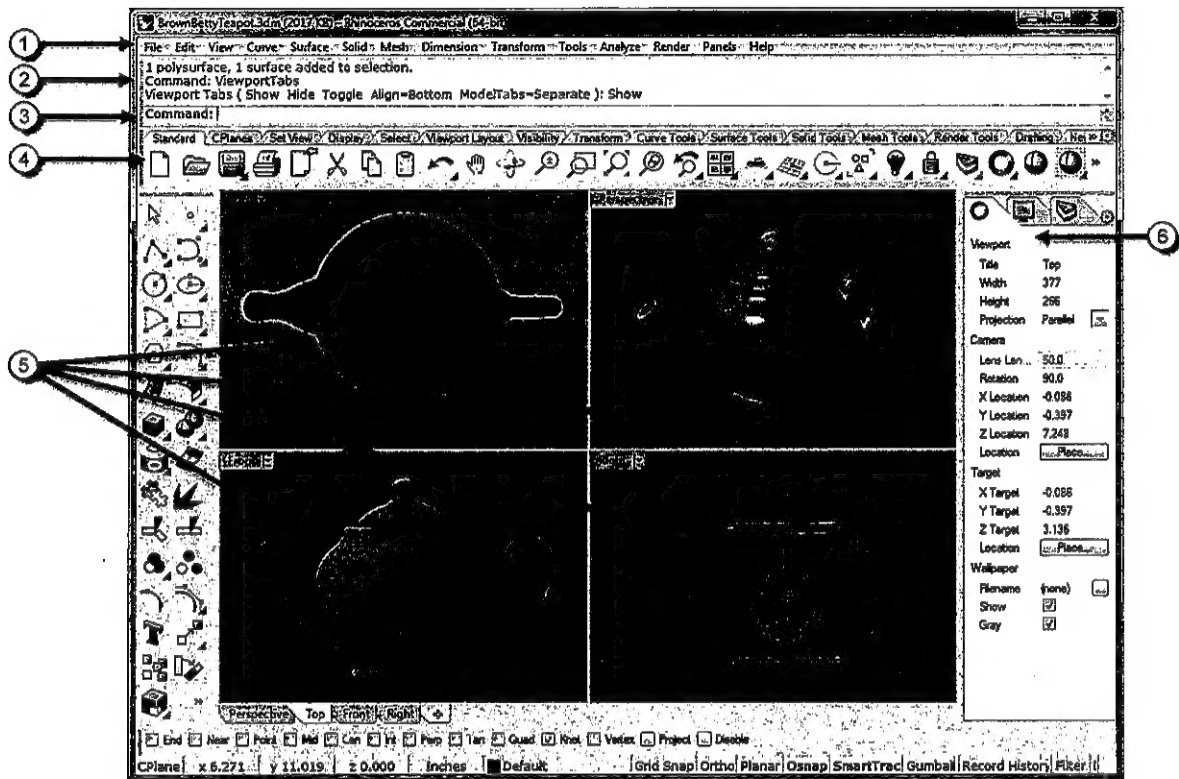 BrownBettyTeapot.3dm (2017 KB) - Rhinoceros Commercial (64-bit)
1
File Edit View Curve Surface Solid Mesh Dimension Transform Tools Analyze Render Panels Help
2
1 polysurface, 1 surface added to selection.
Command: ViewportTabs
Viewport Tabs ( Show Hide Toggle Align=Bottom ModelTabs=Separate ): Show
3
Command:
Standard CPlanes Set View Display Select Viewport Layout Visibility Transform Curve Tools Surface Tools Solid Tools Mesh Tools Render Tools Drafting
4
6
Viewport
Title Top
Width 377
Height 266
Projection Parallel
Camera
5
Lens Len... 50.0
Rotation 90.0
X Location -0.086
Y Location -0.397
Z Location 7.248
Location Place...
Target
X Target -0.086
Y Target -0.397
Z Target 3.136
Location Place...
Wallpaper
Filename (none)
Show
Gray
Perspective Top Front Right
End Near Point Mid Cen Int Perp Tan Quad Knot Vertex Project Disable
CPlane x 6.271 y 11.019 z 0.000 Inches Default Grid Snap Ortho Planar Osnap SmartTrac Gumball Record History Filter